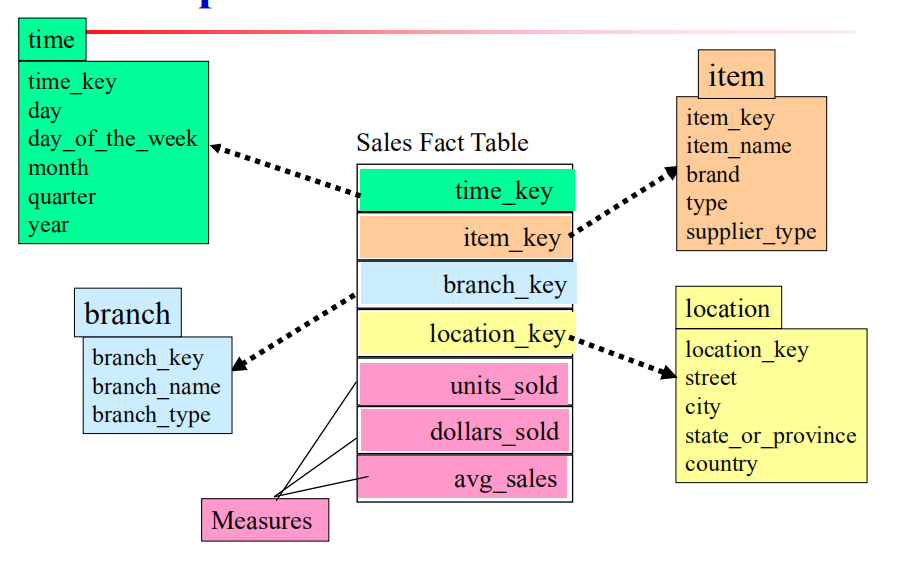 time
time_key
day
day_of_the_week
month
quarter
year
item
item_key
item_name
brand
type
supplier_type
Sales Fact Table
time_key
item_key
branch_key
location_key
units_sold
dollars_sold
avg_sales
branch
branch_key
branch_name
branch_type
location
location_key
street
city
state_or_province
country
Measures